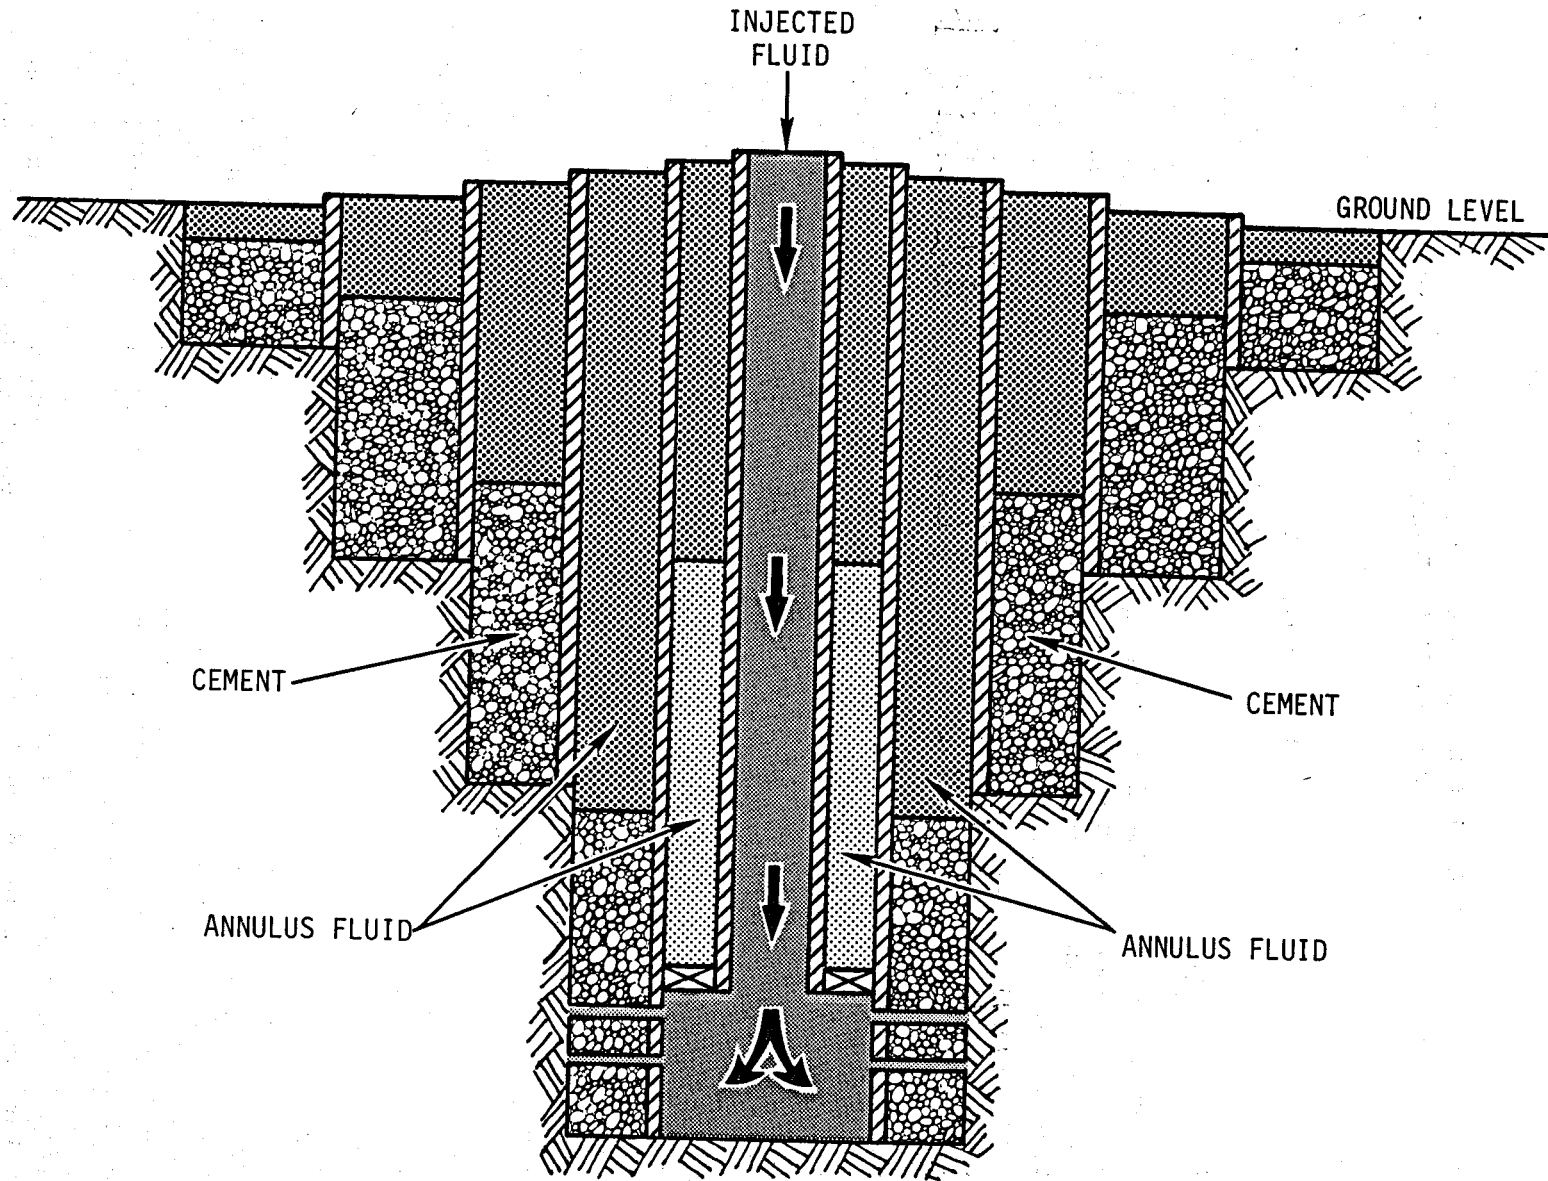 INJECTED
FLUID
GROUND LEVEL
CEMENT
CEMENT
ANNULUS FLUID
ANNULUS FLUID